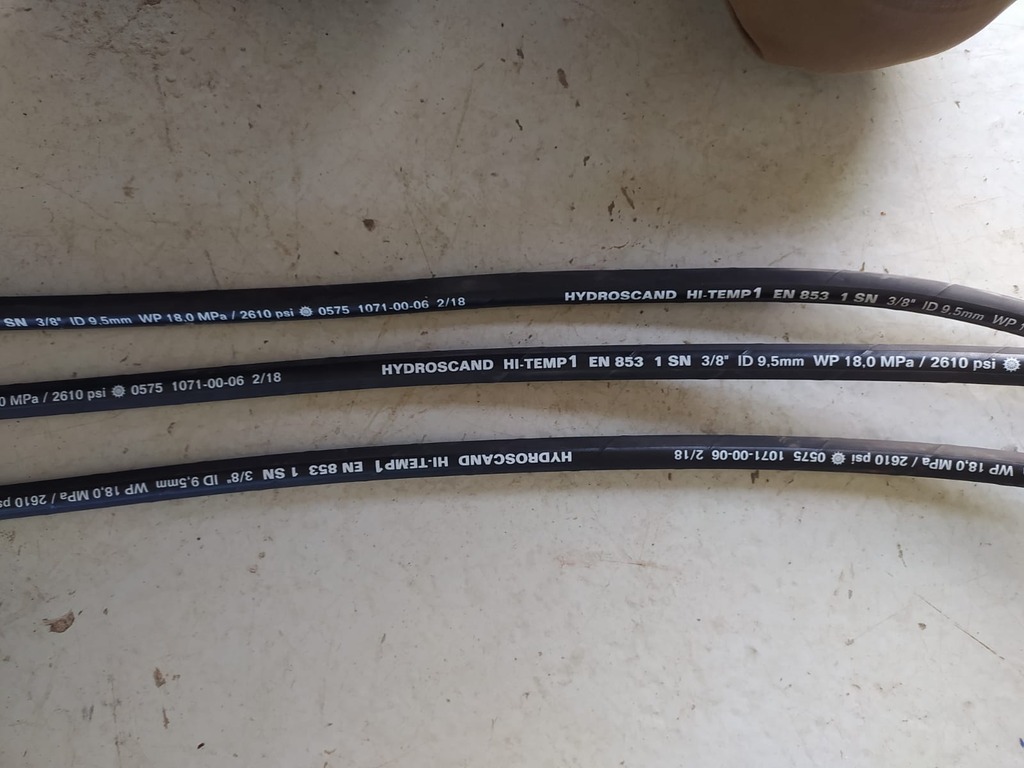 SN 3/8" ID 9.5mm WP 18,0 MPa / 2610 psi 0575 1071-00-06 2/18 HYDROSCAND HI-TEMP1 EN 853 1 SN 3/8" ID 9,5mm WP 1
0 MPa / 2610 psi 0575 1071-00-06 2/18 HYDROSCAND HI-TEMP1 EN 853 1 SN 3/8" ID 9,5mm WP 18,0 MPa / 2610 psi
WP 18,0 MPa / 2610 psi 0575 1071-00-06 2/18 HYDROSCAND HI-TEMP1 EN 853 1 SN 3/8" ID 9,5mm WP 18,0 MPa / 2610 ps